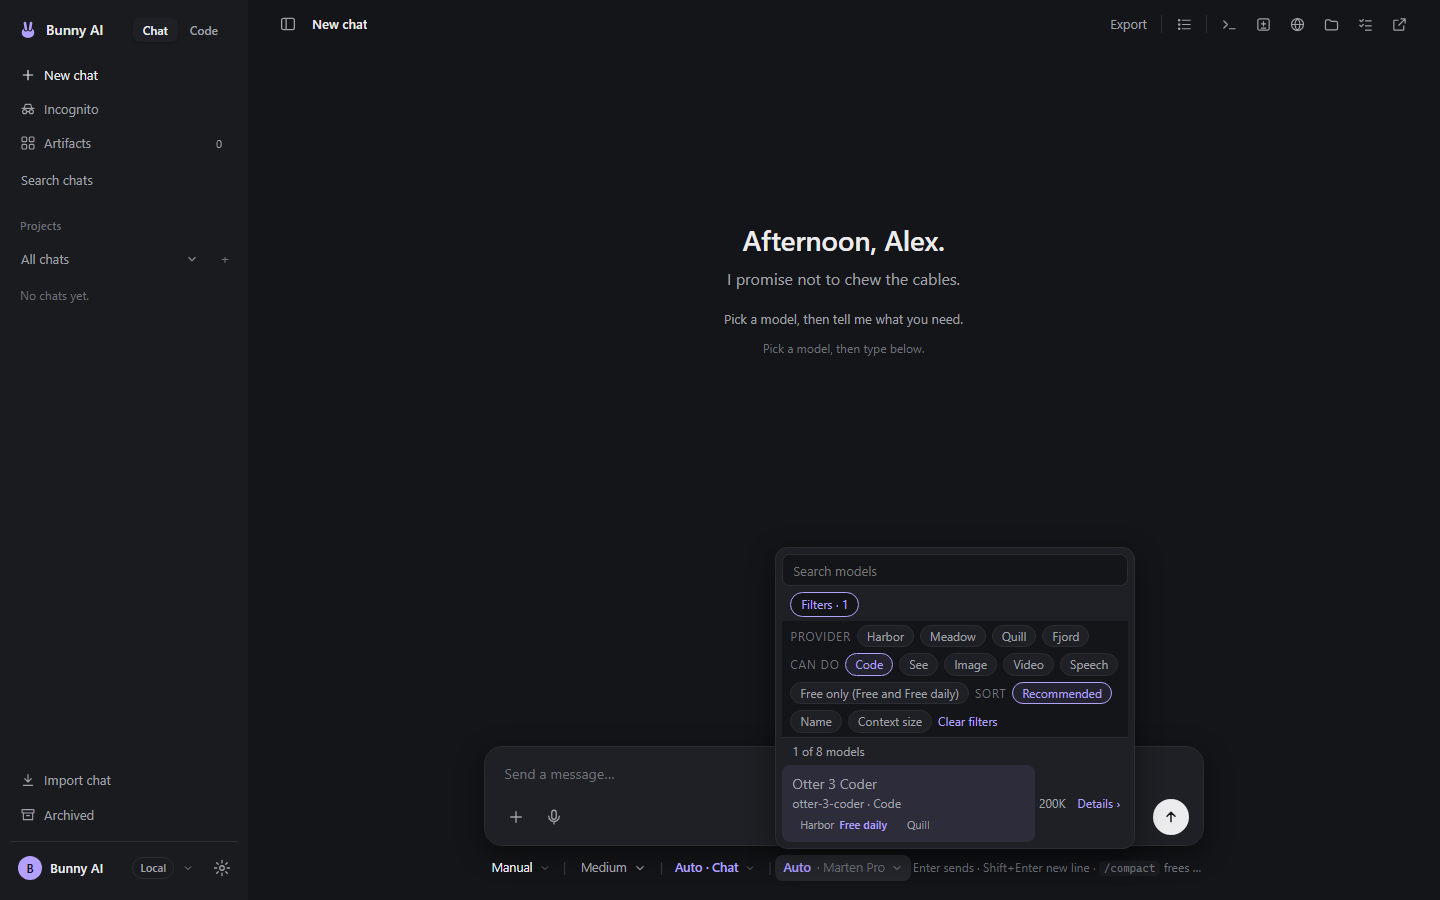 Bunny AI
Chat
Code
New chat
Incognito
Artifacts
0
Search chats
Projects
All chats
+
No chats yet.
Import chat
Archived
B
Bunny AI
Local
New chat
Export
Afternoon, Alex.
I promise not to chew the cables.
Pick a model, then tell me what you need.
Pick a model, then type below.
Search models
Filters · 1
PROVIDER Harbor Meadow Quill Fjord
CAN DO Code See Image Video Speech
Free only (Free and Free daily) SORT Recommended
Name Context size Clear filters
1 of 8 models
Otter 3 Coder
otter-3-coder · Code
Harbor Free daily Quill
200K Details ›
Send a message...
Manual Medium Auto · Chat Auto · Marten Pro Enter sends · Shift+Enter new line · /compact frees ...